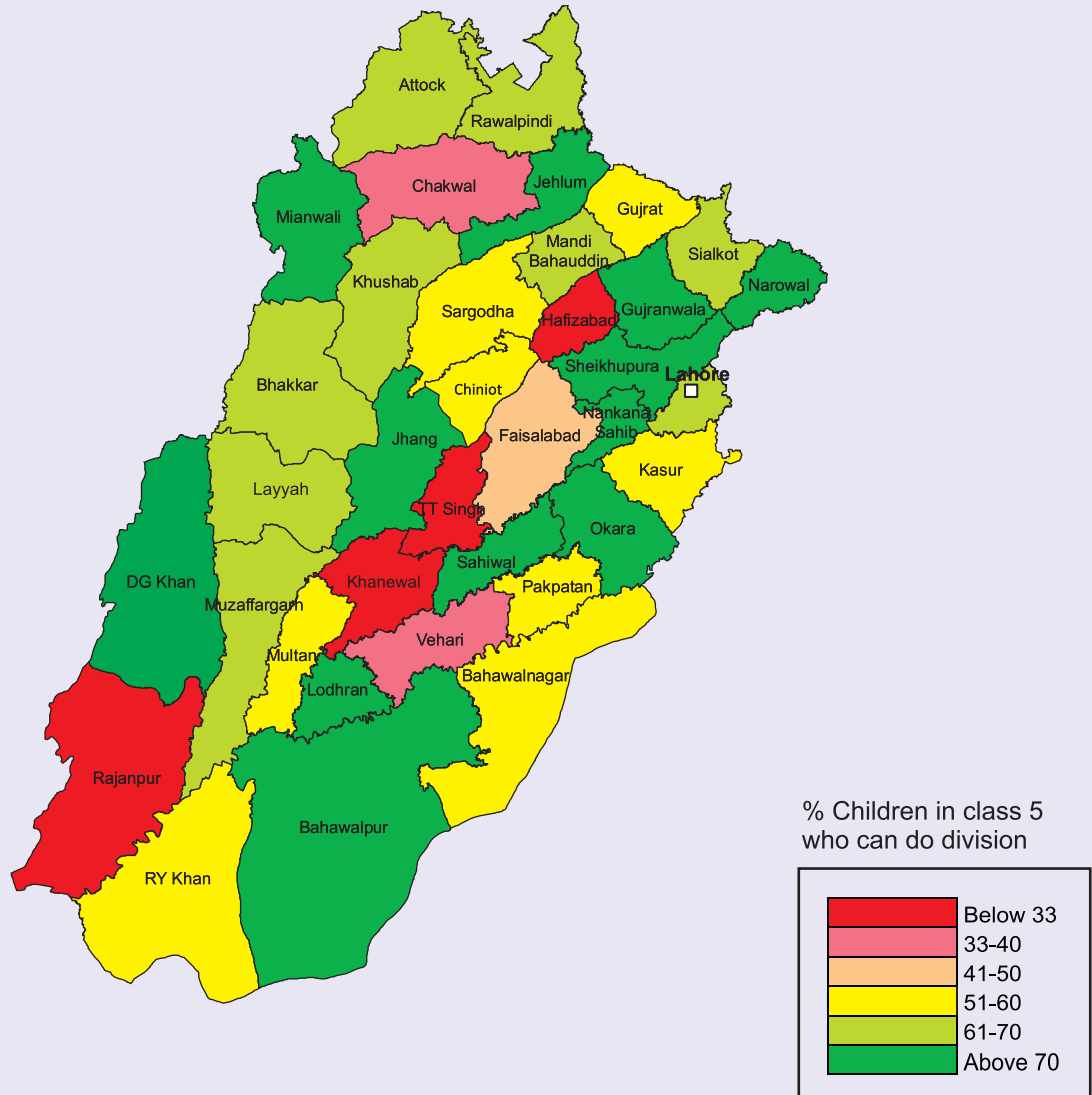 Attock
Rawalpindi
Chakwal
Jehlum
Mianwali
Gujrat
Mandi
Bahauddin
Sialkot
Khushab
Narowal
Sargodha
Gujranwala
Hafizabad
Sheikhupura
Lahore
Bhakkar
Chiniot
Nankana
Sahib
Jhang
Faisalabad
Kasur
Layyah
TT Singh
Okara
Sahiwal
DG Khan
Khanewal
Pakpatan
Muzaffargarh
Vehari
Multan
Bahawalnagar
Lodhran
Rajanpur
Bahawalpur
RY Khan
% Children in class 5
who can do division
Below 33
33-40
41-50
51-60
61-70
Above 70